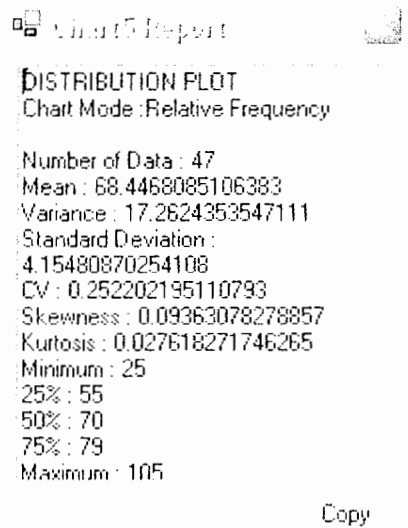 Chart5 Report
DISTRIBUTION PLOT
Chart Mode :Relative Frequency
Number of Data : 47
Mean : 68.4468085106383
Variance : 17.2624353547111
Standard Deviation :
4.15480870254108
CV : 0.252202195110793
Skewness : 0.09363078278857
Kurtosis : 0.027618271746265
Minimum : 25
25% : 55
50% : 70
75% : 79
Maximum : 105
Copy